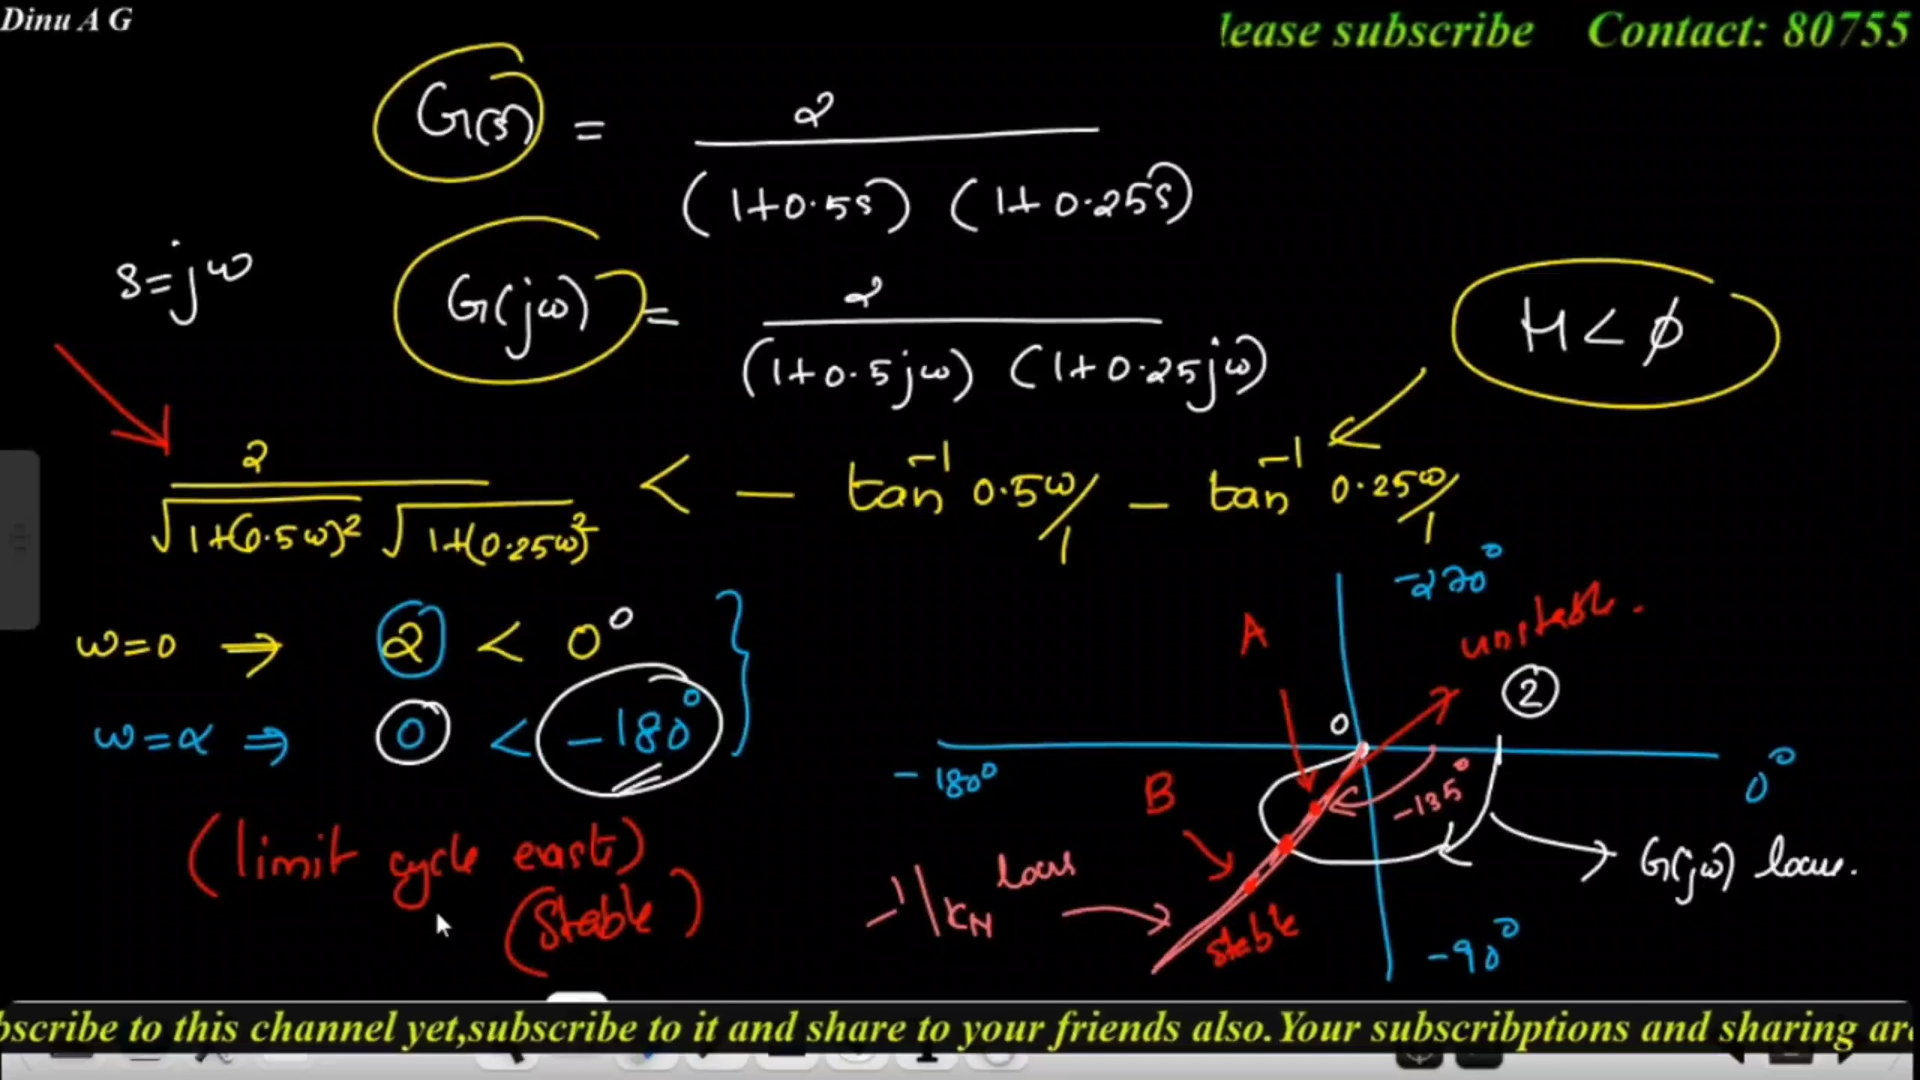 Dinu A G
lease subscribe Contact: 80755
G(s) = 2 / (1+0.5s) (1+0.25s)
s=jω
G(jω) = 2 / (1+0.5jω) (1+0.25jω)
M < φ
2 / √1+(0.5ω)² √1+(0.25ω)² < - tan⁻¹ 0.5ω/1 - tan⁻¹ 0.25ω/1
ω=0 ⇒ 2 < 0°
ω=α ⇒ 0 < -180°
(limit cycle exist)
(Stable)
-270°
A
unstable.
2
0
-180°
0°
B
-135°
-1/KN locus
G(jω) locus.
stable
-90°
bscribe to this channel yet,subscribe to it and share to your friends also.Your subscribptions and sharing ar